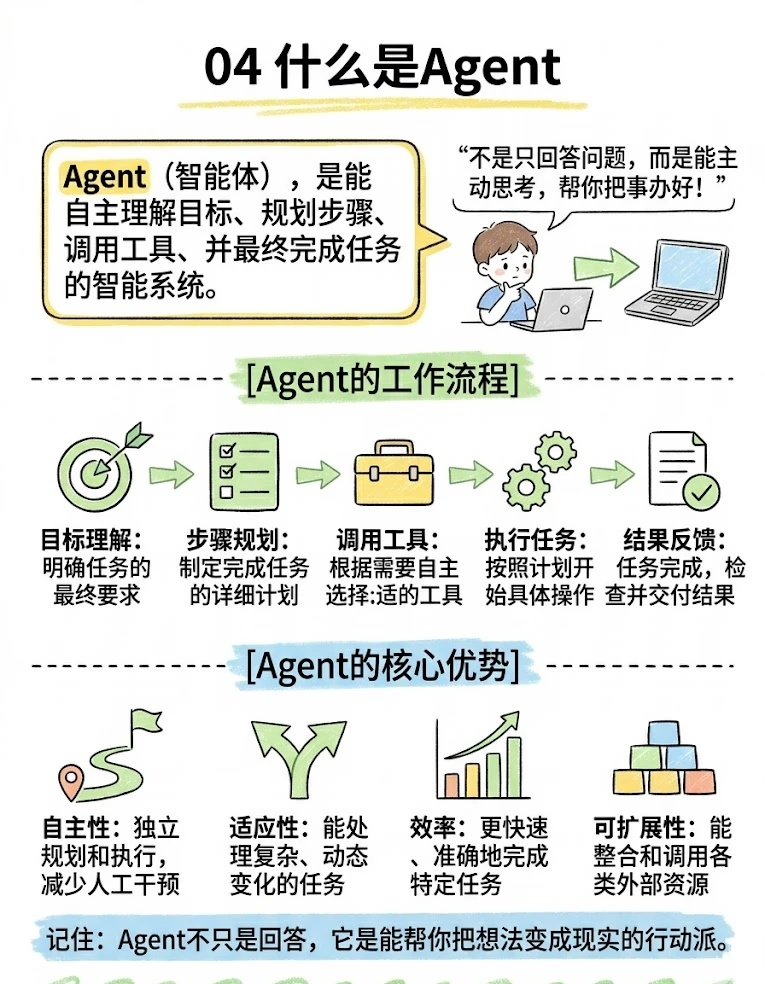 04 什么是Agent
Agent（智能体），是能
自主理解目标、规划步骤、
调用工具、并最终完成任务
的智能系统。
“不是只回答问题，而是能主
动思考，帮你把事办好！”
[Agent的工作流程]
目标理解：
明确任务的
最终要求
步骤规划：
制定完成任务
的详细计划
调用工具：
根据需要自主
选择:适的工具
执行任务：
按照计划开
始具体操作
结果反馈：
任务完成，检
查并交付结果
[Agent的核心优势]
自主性：独立
规划和执行，
减少人工干预
适应性：能处
理复杂、动态
变化的任务
效率：更快速
、准确地完成
特定任务
可扩展性：能
整合和调用各
类外部资源
记住：Agent不只是回答，它是能帮你把想法变成现实的行动派。